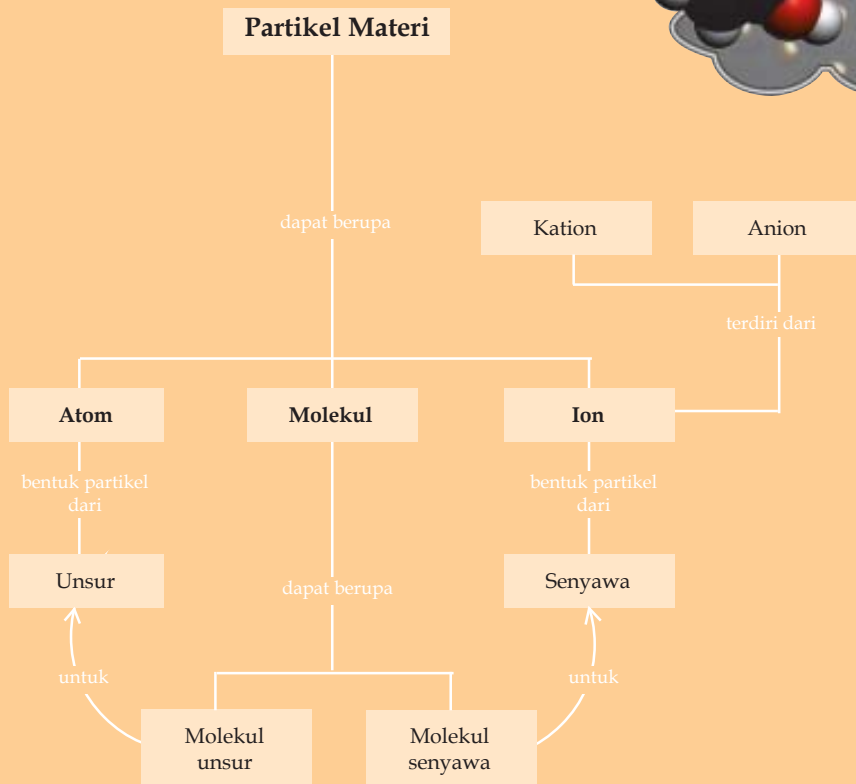 Partikel Materi
dapat berupa
Kation
Anion
terdiri dari
Atom
Molekul
Ion
bentuk partikel
dari
bentuk partikel
dari
Unsur
dapat berupa
Senyawa
untuk
untuk
Molekul
unsur
Molekul
senyawa